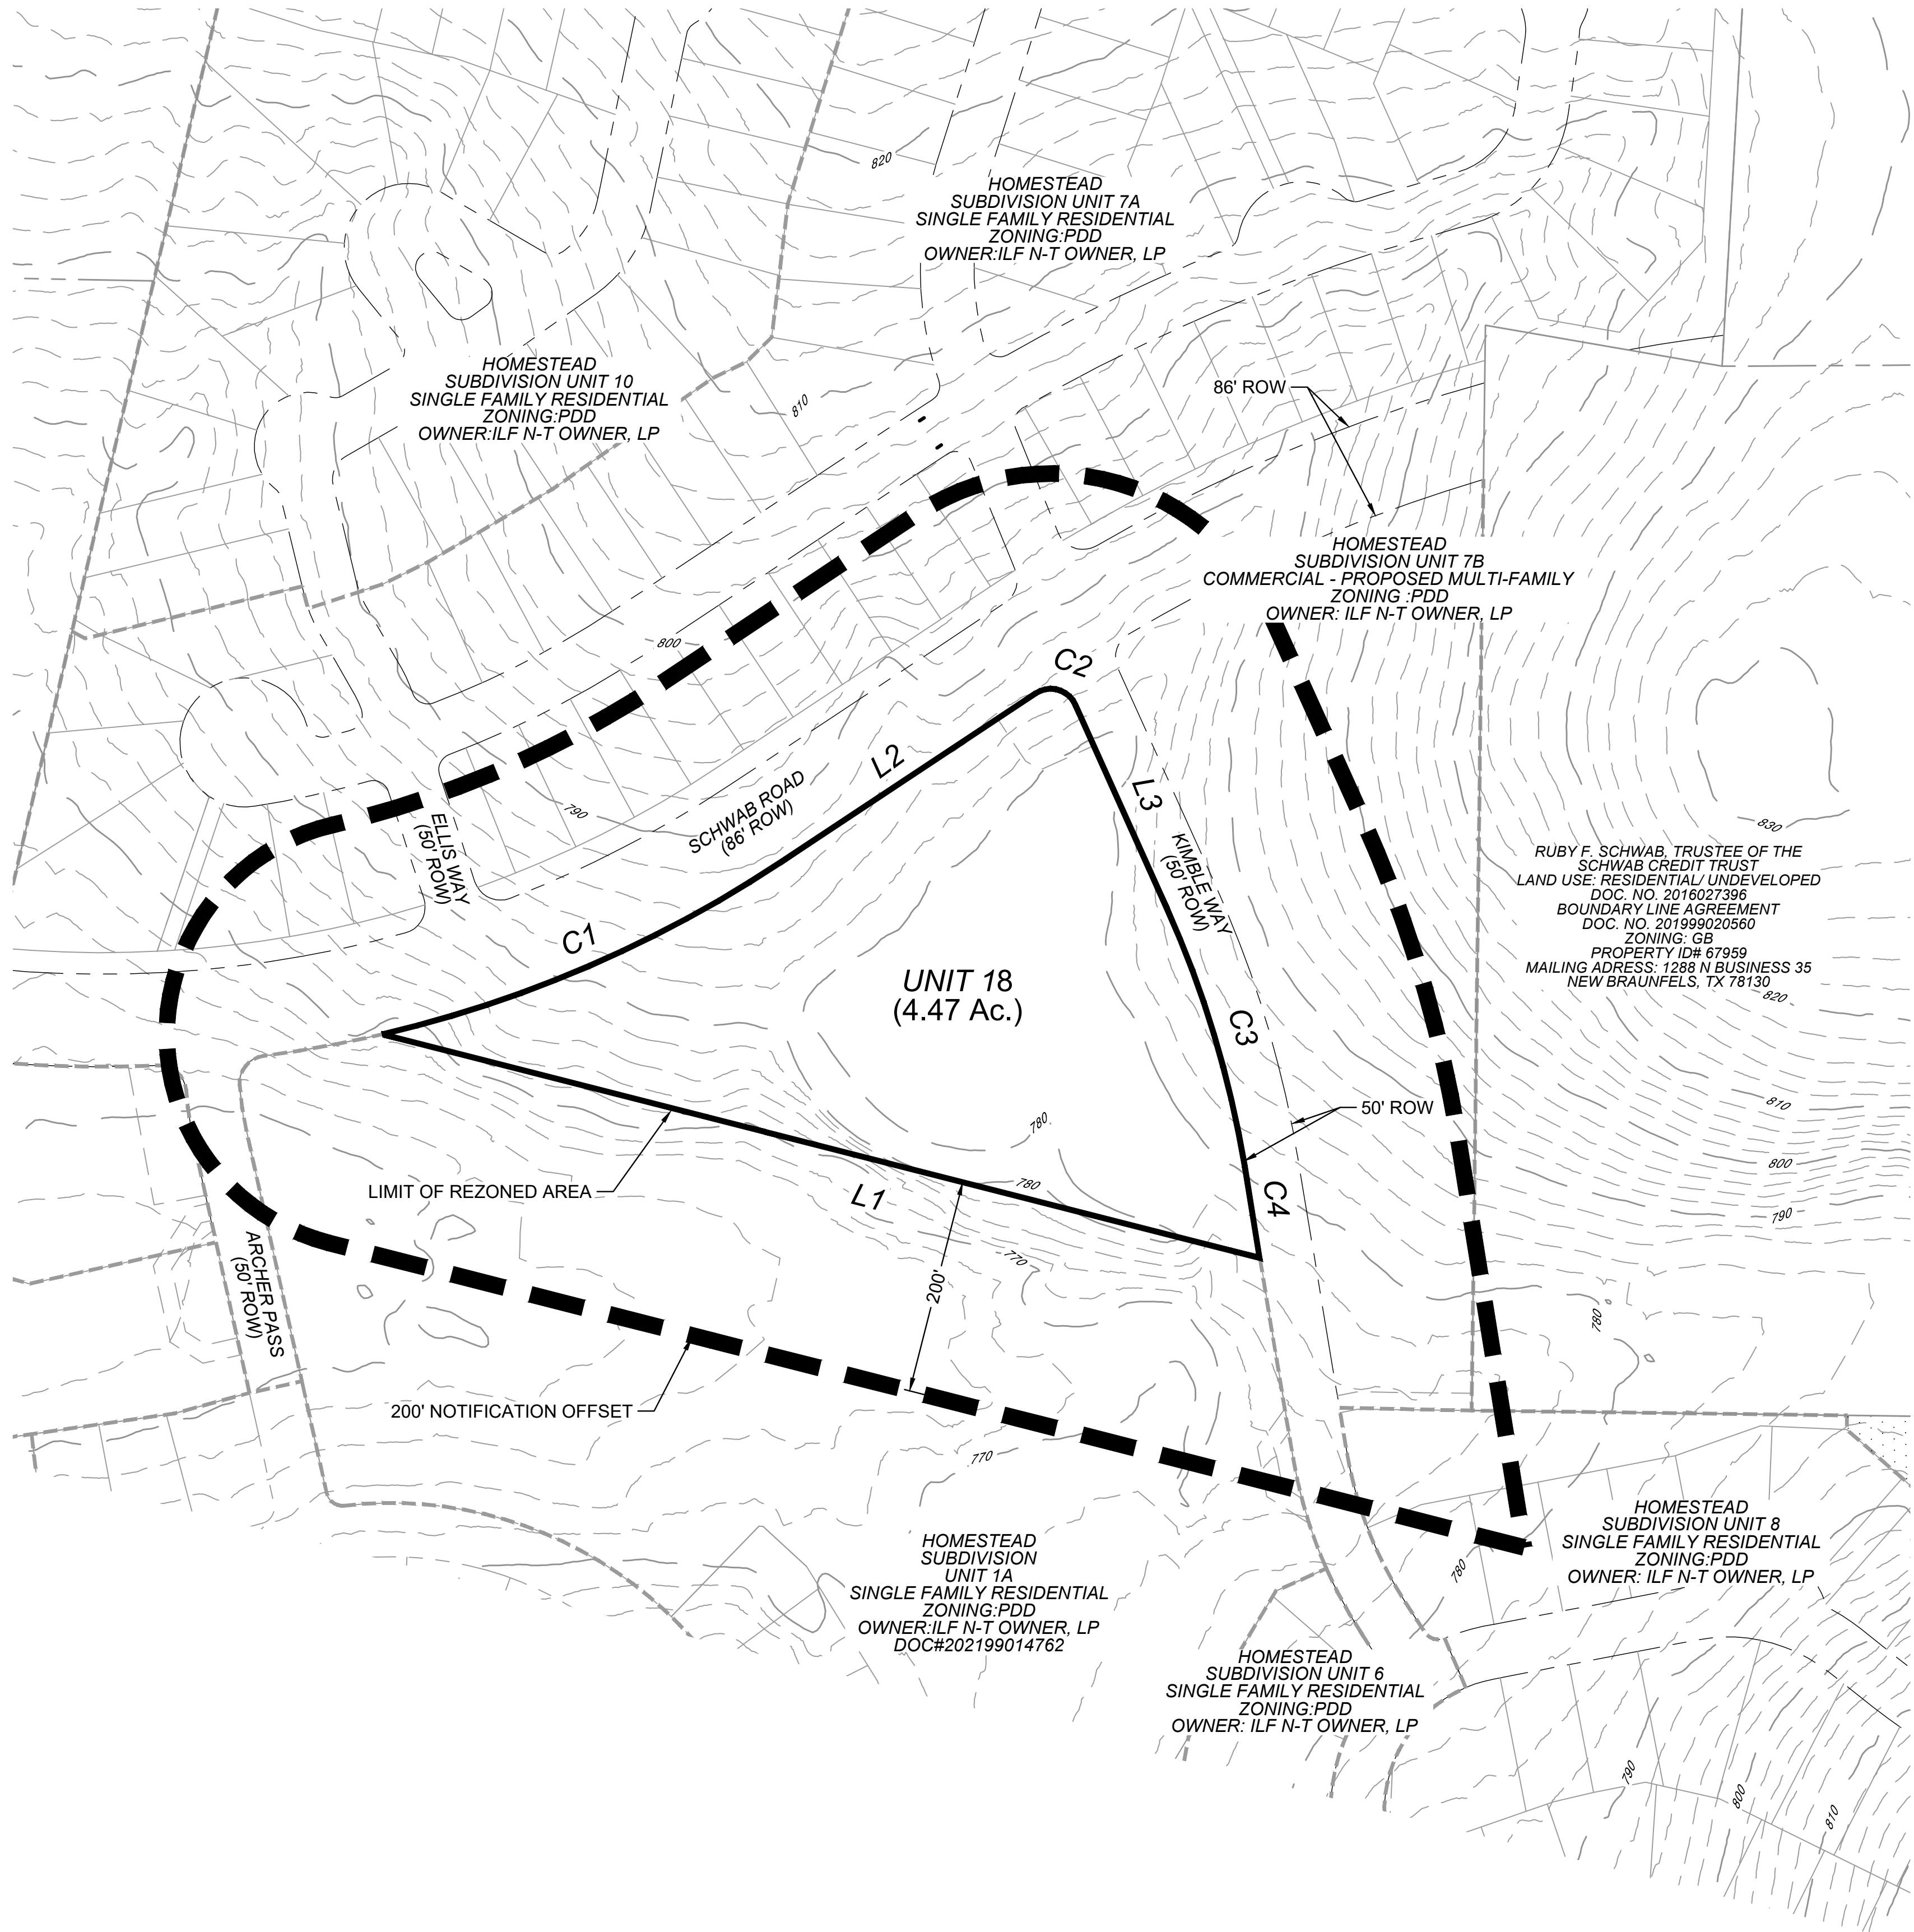 820
HOMESTEAD
SUBDIVISION UNIT 7A
SINGLE FAMILY RESIDENTIAL
ZONING:PDD
OWNER:ILF N-T OWNER, LP
HOMESTEAD
SUBDIVISION UNIT 10
SINGLE FAMILY RESIDENTIAL
ZONING:PDD
OWNER:ILF N-T OWNER, LP
810
86' ROW
HOMESTEAD
SUBDIVISION UNIT 7B
COMMERCIAL - PROPOSED MULTI-FAMILY
ZONING :PDD
OWNER: ILF N-T OWNER, LP
800
C2
L2
L3
790
SCHWAB ROAD
(86' ROW)
ELLIS WAY
(50' ROW)
KIMBLE WAY
(50' ROW)
830
RUBY F. SCHWAB, TRUSTEE OF THE
SCHWAB CREDIT TRUST
LAND USE: RESIDENTIAL/ UNDEVELOPED
DOC. NO. 2016027396
BOUNDARY LINE AGREEMENT
DOC. NO. 201999020560
ZONING: GB
PROPERTY ID# 67959
MAILING ADRESS: 1288 N BUSINESS 35
NEW BRAUNFELS, TX 78130
820
C1
UNIT 18
(4.47 Ac.)
C3
50' ROW
810
780
800
LIMIT OF REZONED AREA
L1
780
C4
790
770
ARCHER PASS
(50' ROW)
200'
780
200' NOTIFICATION OFFSET
770
HOMESTEAD
SUBDIVISION
UNIT 1A
SINGLE FAMILY RESIDENTIAL
ZONING:PDD
OWNER:ILF N-T OWNER, LP
DOC#202199014762
HOMESTEAD
SUBDIVISION UNIT 8
SINGLE FAMILY RESIDENTIAL
ZONING:PDD
OWNER: ILF N-T OWNER, LP
780
HOMESTEAD
SUBDIVISION UNIT 6
SINGLE FAMILY RESIDENTIAL
ZONING:PDD
OWNER: ILF N-T OWNER, LP
790
800
810